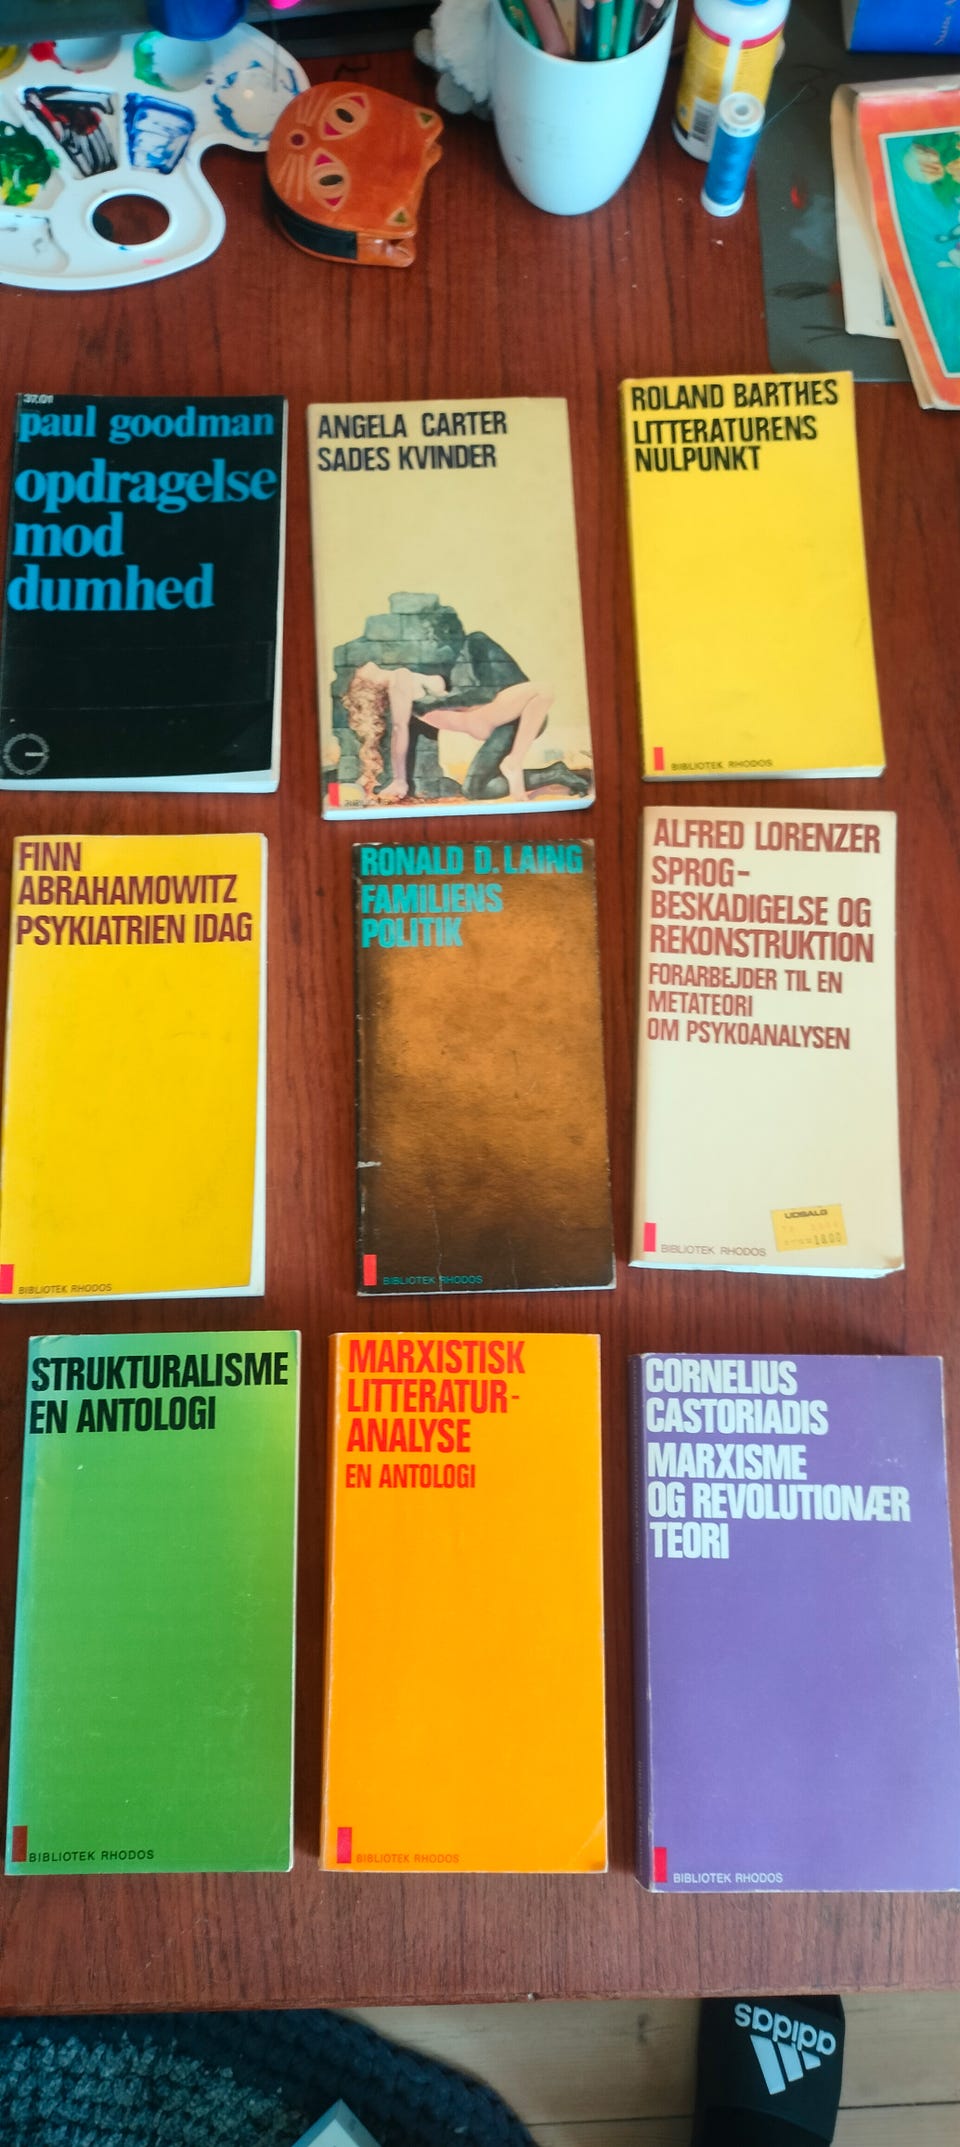 37.01
paul goodman
opdragelse
mod
dumhed
ANGELA CARTER
SADES KVINDER
ROLAND BARTHES
LITTERATURENS
NULPUNKT
BIBLIOTEK RHODOS
FINN
ABRAHAMOWITZ
PSYKIATRIEN IDAG
BIBLIOTEK RHODOS
RONALD D. LAING
FAMILIENS
POLITIK
BIBLIOTEK RHODOS
ALFRED LORENZER
SPROG-
BESKADIGELSE OG
REKONSTRUKTION
FORARBEJDER TIL EN
METATEORI
OM PSYKOANALYSEN
UDSALG
BIBLIOTEK RHODOS
STRUKTURALISME
EN ANTOLOGI
BIBLIOTEK RHODOS
MARXISTISK
LITTERATUR-
ANALYSE
EN ANTOLOGI
BIBLIOTEK RHODOS
CORNELIUS
CASTORIADIS
MARXISME
OG REVOLUTIONÆR
TEORI
BIBLIOTEK RHODOS
adidas